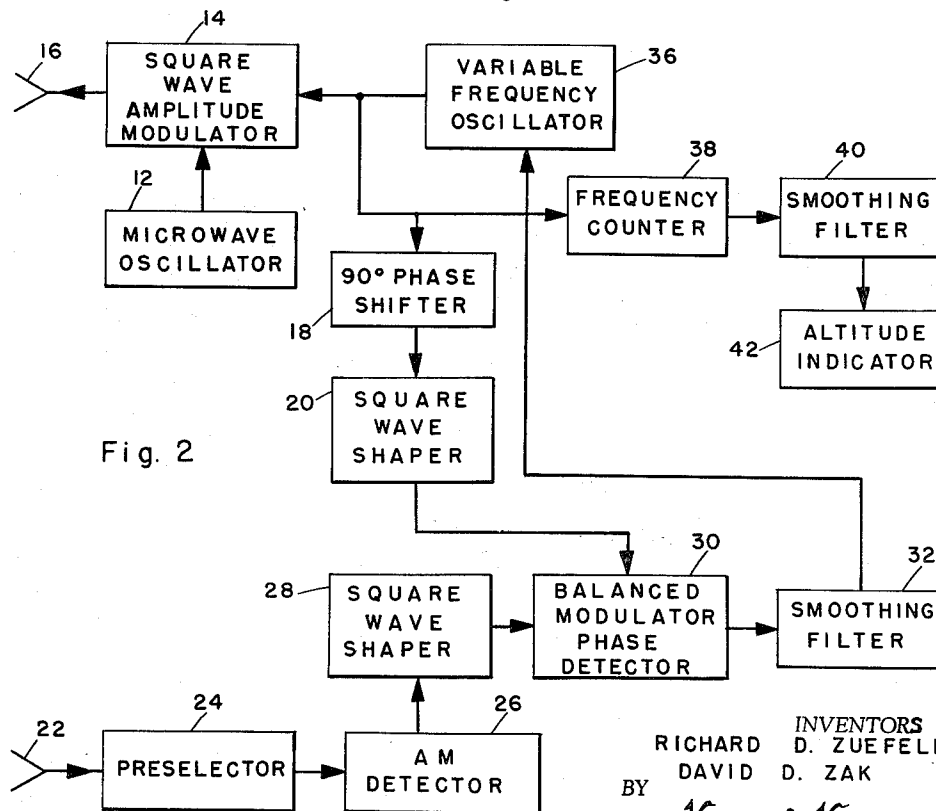 14
16
SQUARE
WAVE
AMPLITUDE
MODULATOR
VARIABLE
FREQUENCY
OSCILLATOR
36
12
MICROWAVE
OSCILLATOR
38
FREQUENCY
COUNTER
40
SMOOTHING
FILTER
90° PHASE
SHIFTER
18
42
ALTITUDE
INDICATOR
20
SQUARE
WAVE
SHAPER
Fig. 2
28
SQUARE
WAVE
SHAPER
30
BALANCED
MODULATOR
PHASE
DETECTOR
32
SMOOTHING
FILTER
22
24
PRESELECTOR
26
AM
DETECTOR
INVENTORS
RICHARD D. ZUEFEL
DAVID D. ZAK
BY